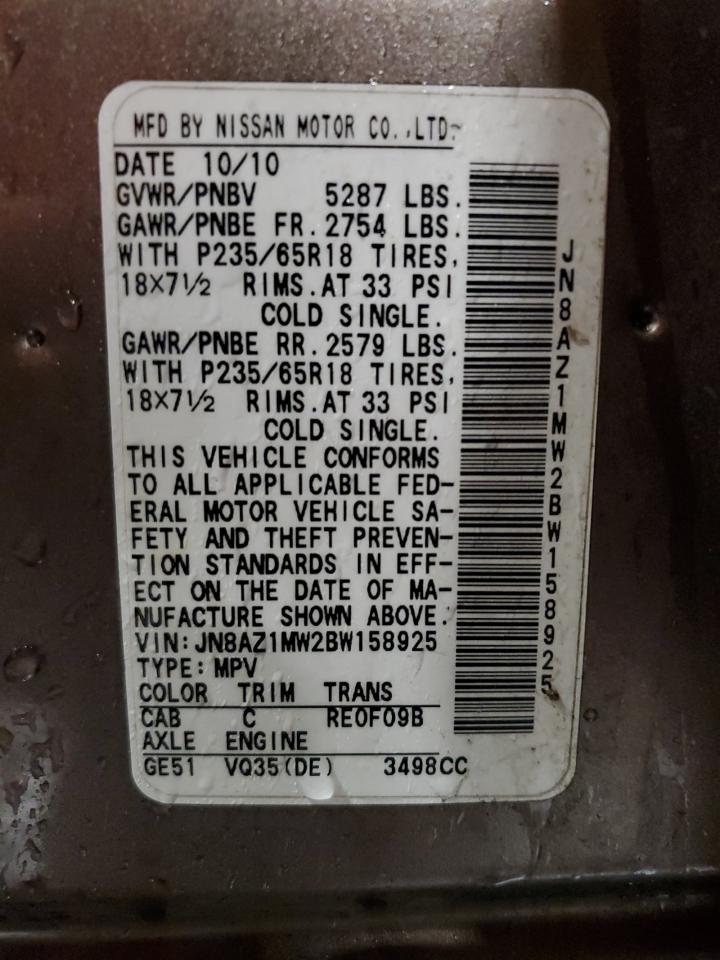 MFD BY NISSAN MOTOR CO.,LTD.
DATE 10/10
GVWR/PNBV 5287 LBS.
GAWR/PNBE FR. 2754 LBS.
WITH P235/65R18 TIRES,
18×7½ RIMS.AT 33 PSI
COLD SINGLE.
GAWR/PNBE RR. 2579 LBS.
WITH P235/65R18 TIRES,
18×7½ RIMS.AT 33 PSI
COLD SINGLE.
THIS VEHICLE CONFORMS
TO ALL APPLICABLE FED-
ERAL MOTOR VEHICLE SA-
FETY AND THEFT PREVEN-
TION STANDARDS IN EFF-
ECT ON THE DATE OF MA-
NUFACTURE SHOWN ABOVE.
VIN:JN8AZ1MW2BW158925
TYPE:MPV
COLOR TRIM TRANS
CAB C RE0F09B
AXLE ENGINE
GE51 VQ35(DE) 3498CC
JN8AZ1MW2BW158925